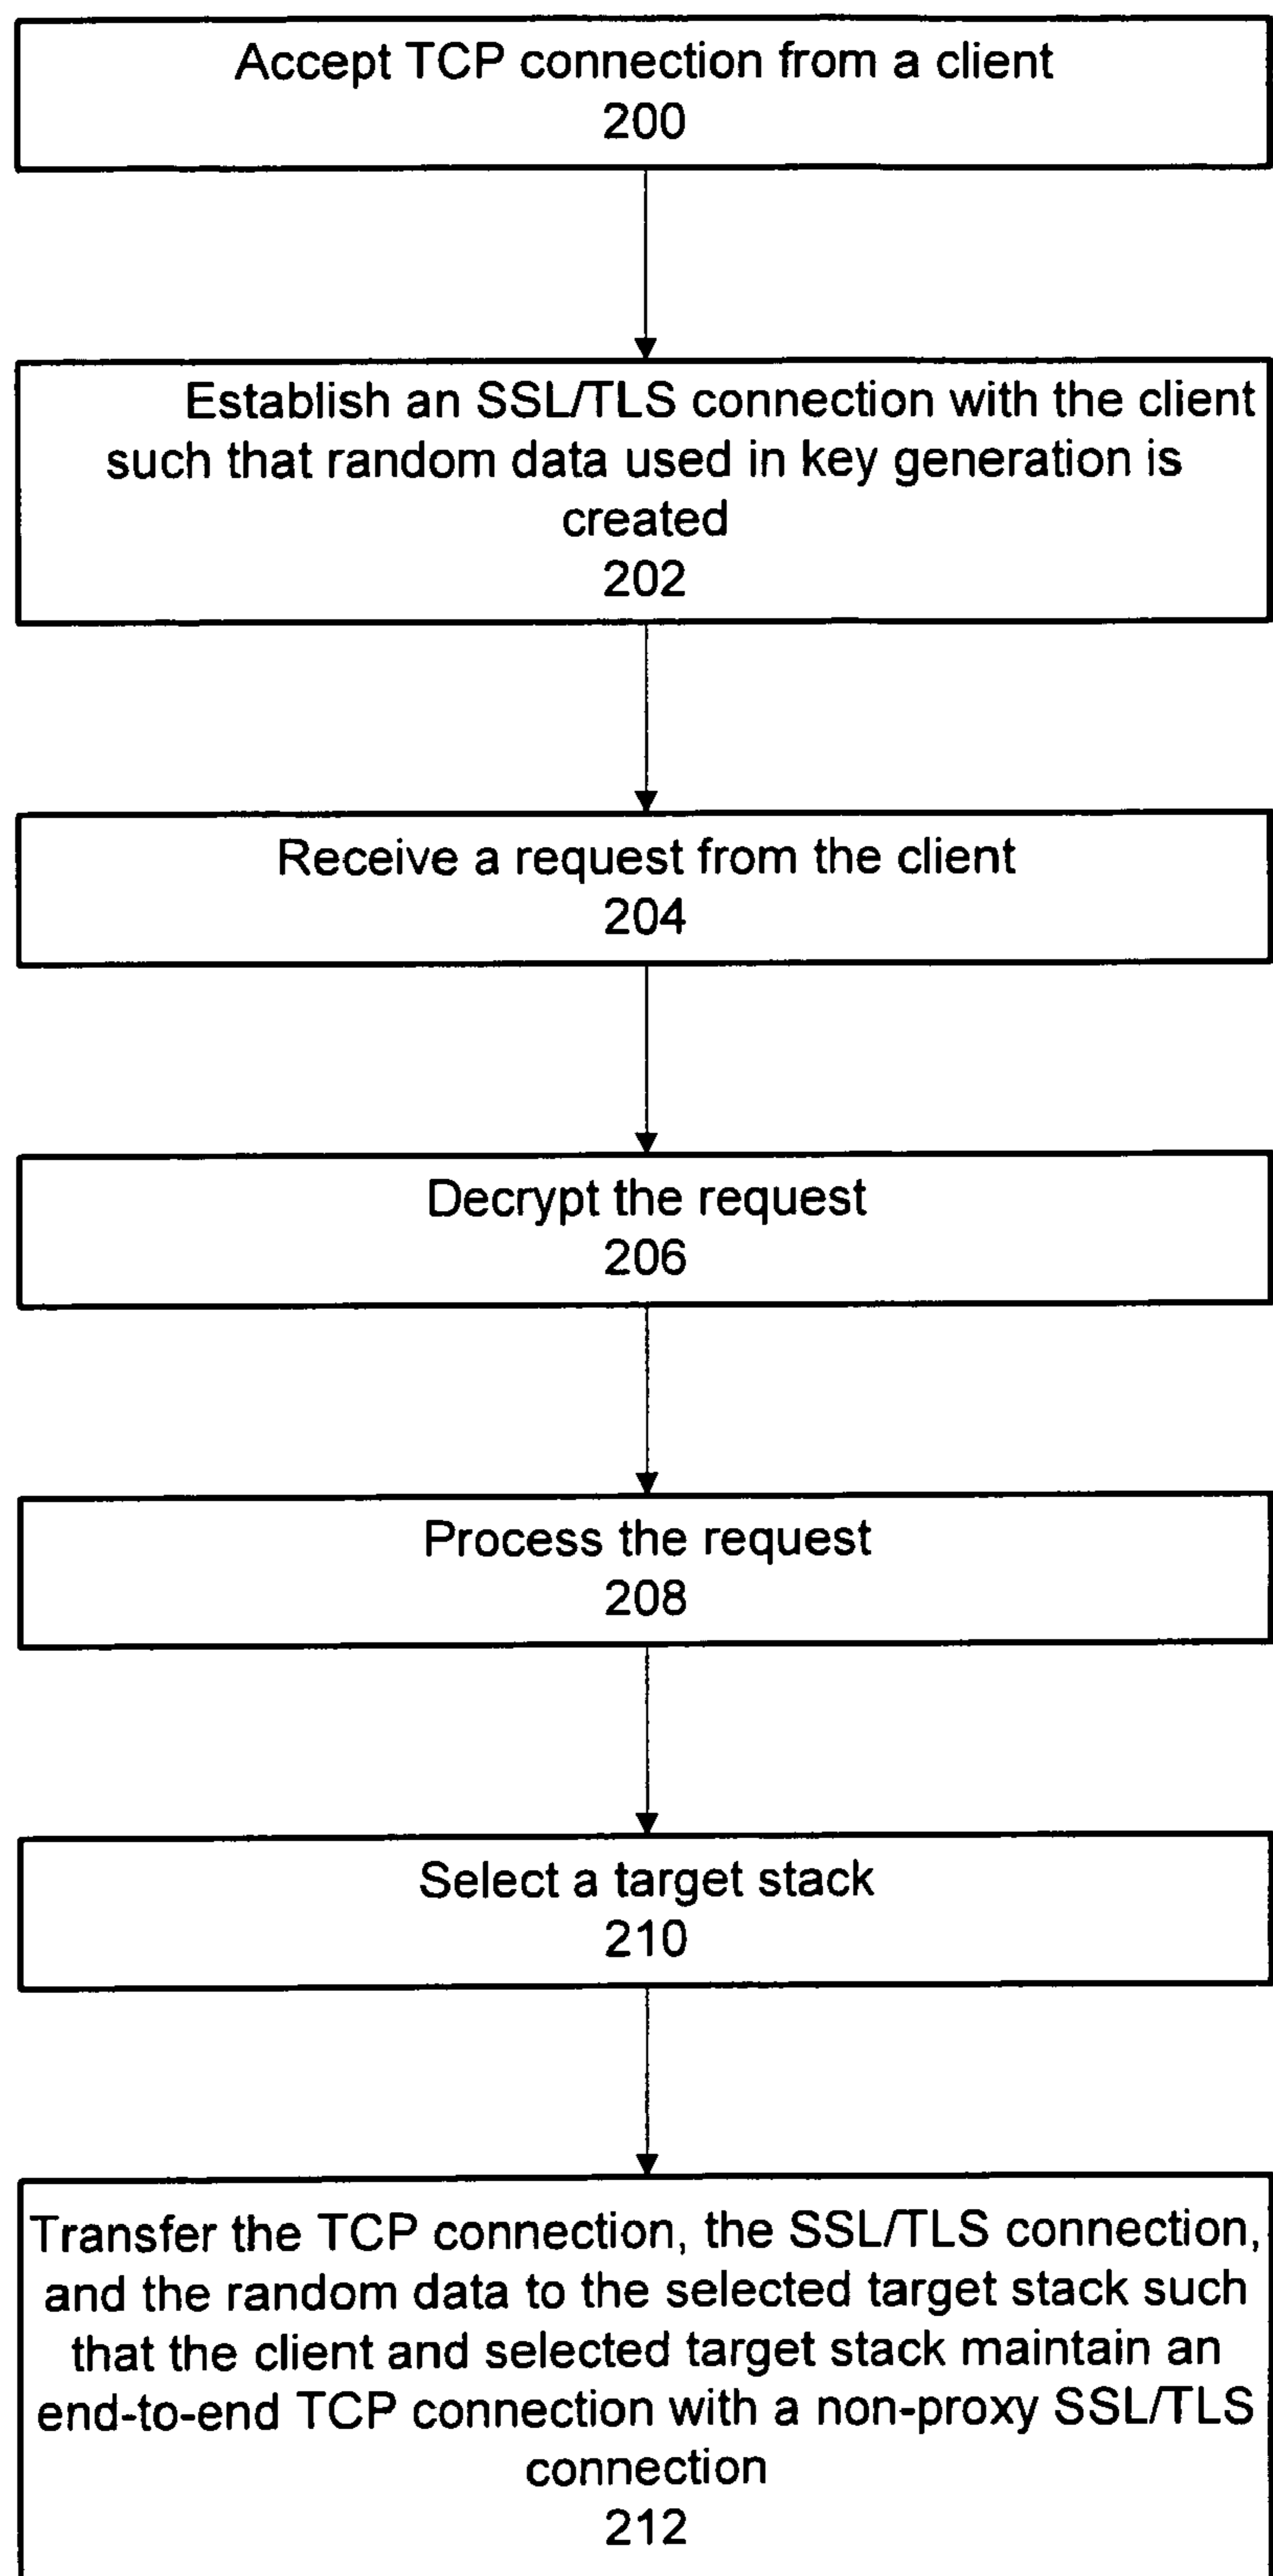 Accept TCP connection from a client
200
Establish an SSL/TLS connection with the client
such that random data used in key generation is
created
202
Receive a request from the client
204
Decrypt the request
206
Process the request
208
Select a target stack
210
Transfer the TCP connection, the SSL/TLS connection,
and the random data to the selected target stack such
that the client and selected target stack maintain an
end-to-end TCP connection with a non-proxy SSL/TLS
connection
212